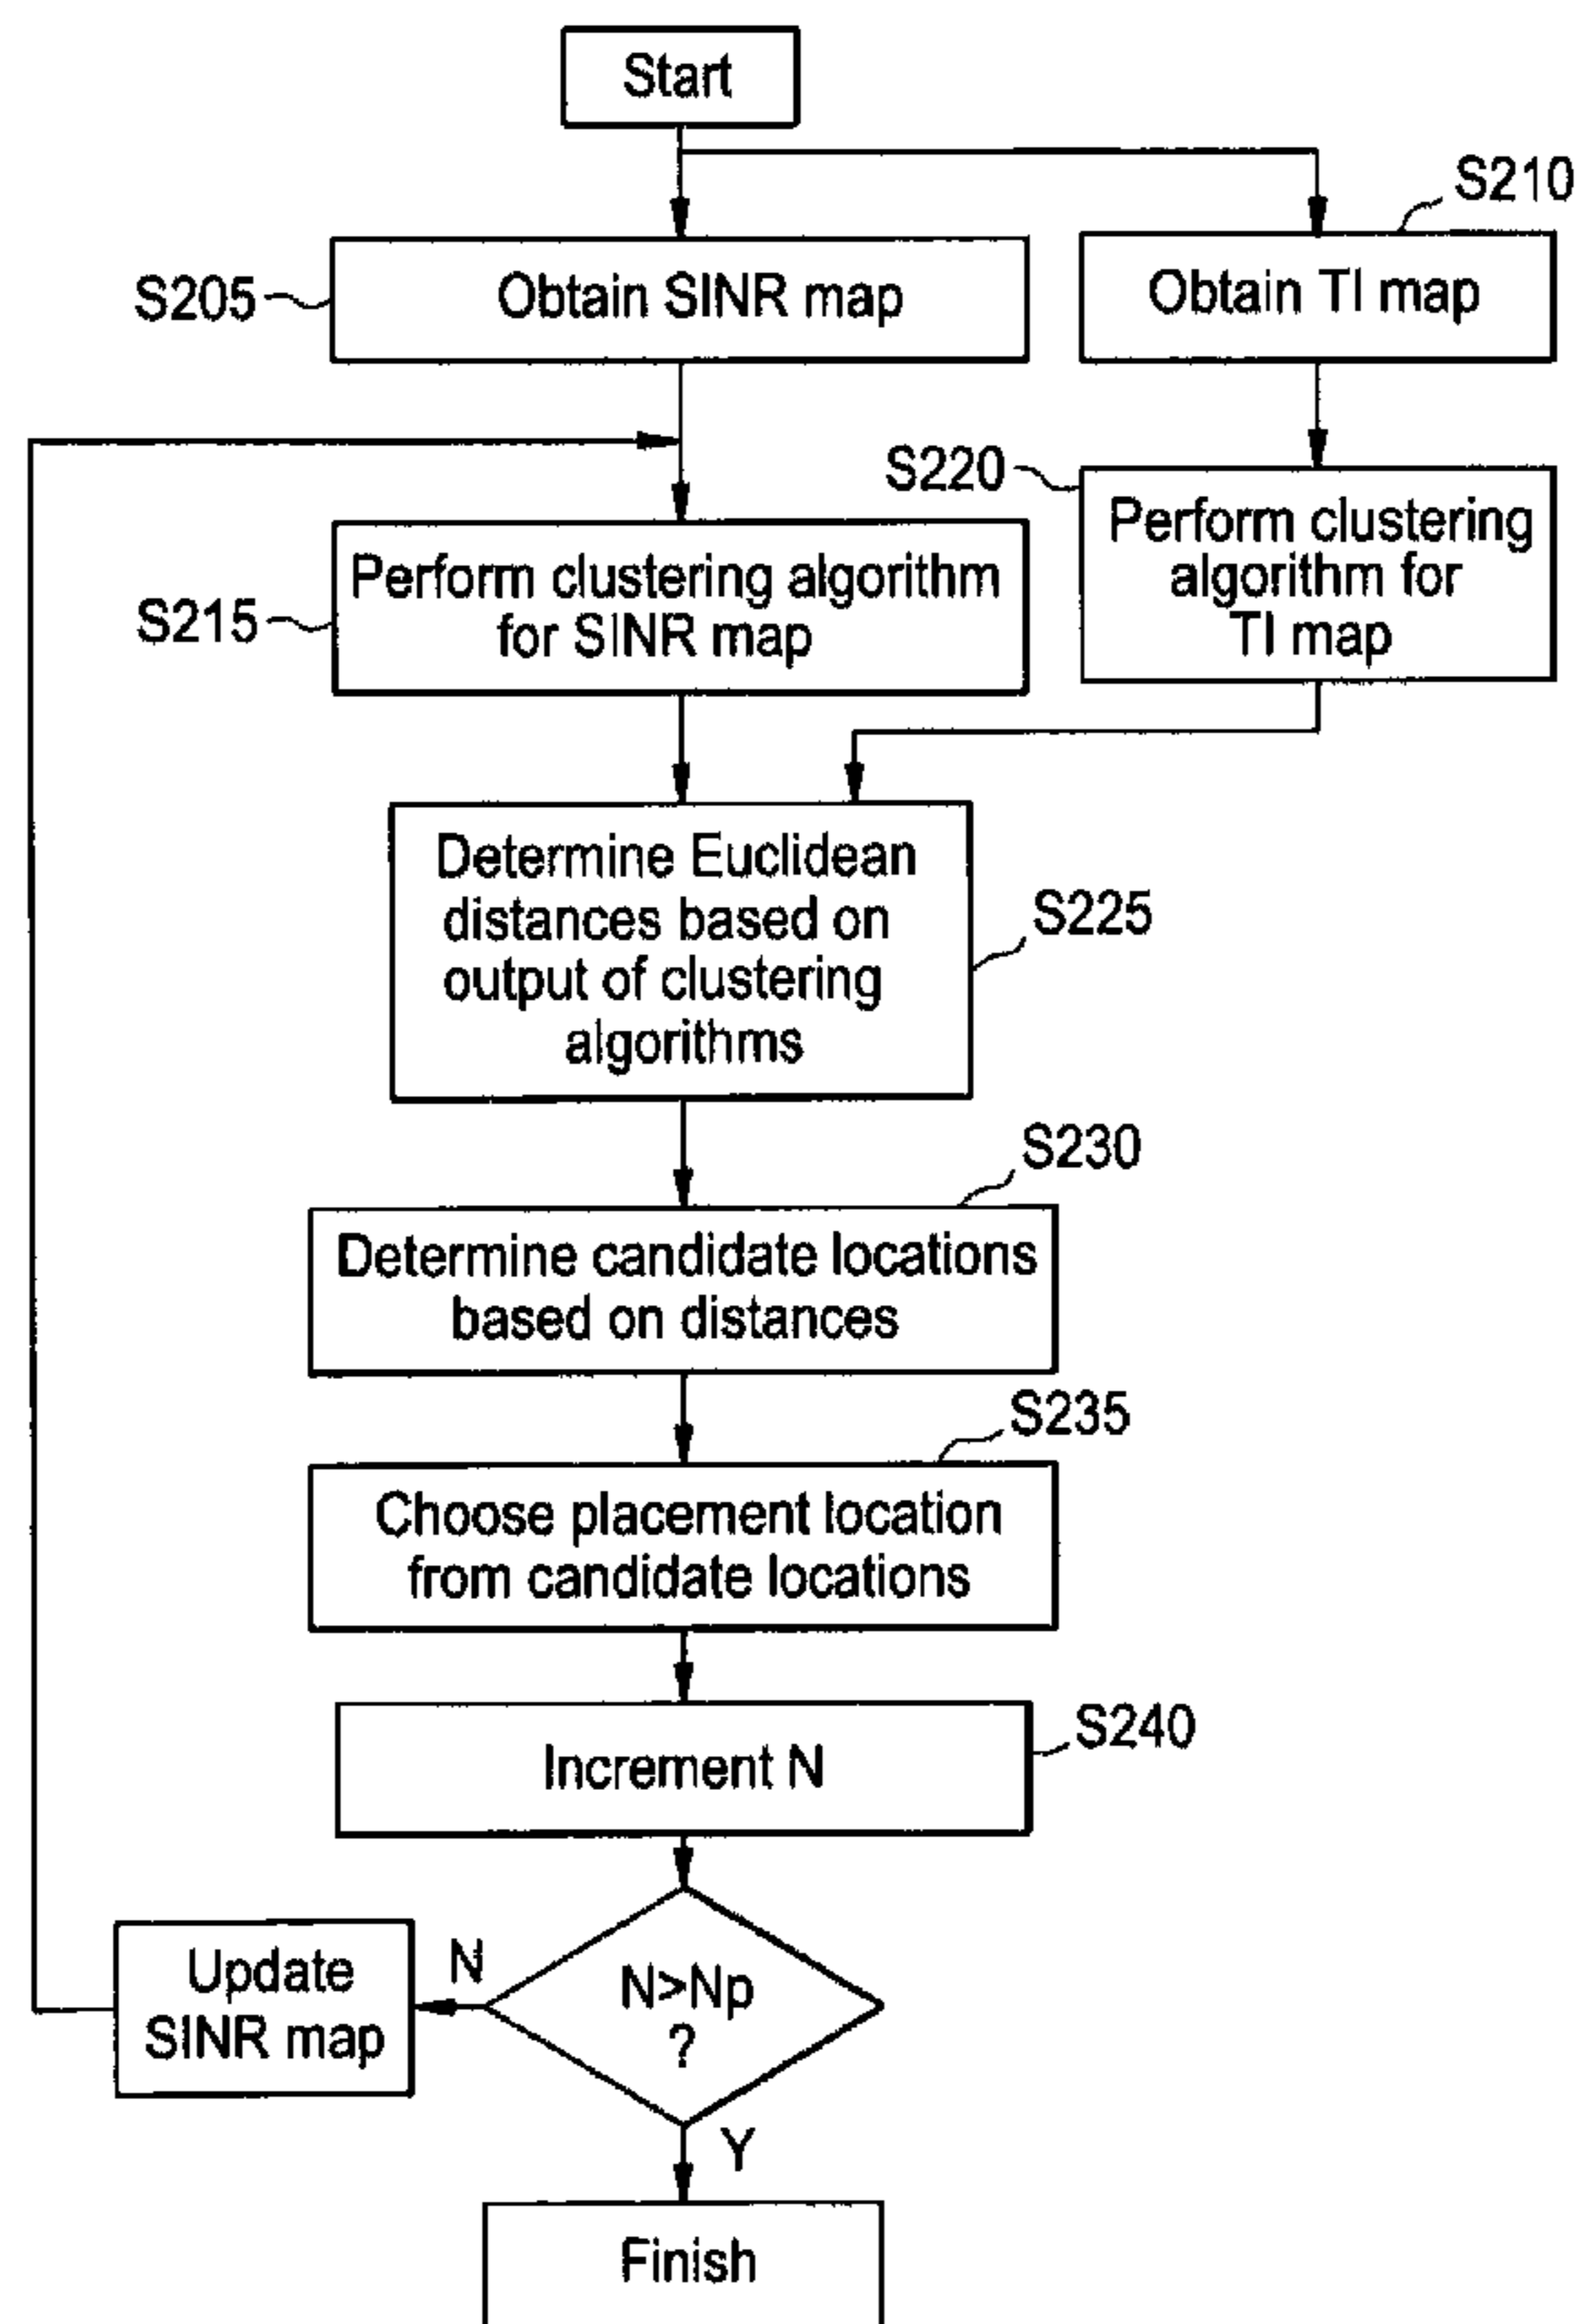 Start
S210
S205
Obtain SINR map
Obtain TI map
S220
Perform clustering
algorithm for
TI map
S215
Perform clustering algorithm
for SINR map
Determine Euclidean
distances based on
output of clustering
algorithms
S225
S230
Determine candidate locations
based on distances
S235
Choose placement location
from candidate locations
S240
Increment N
N>Np
?
N
Update
SINR map
Y
Finish